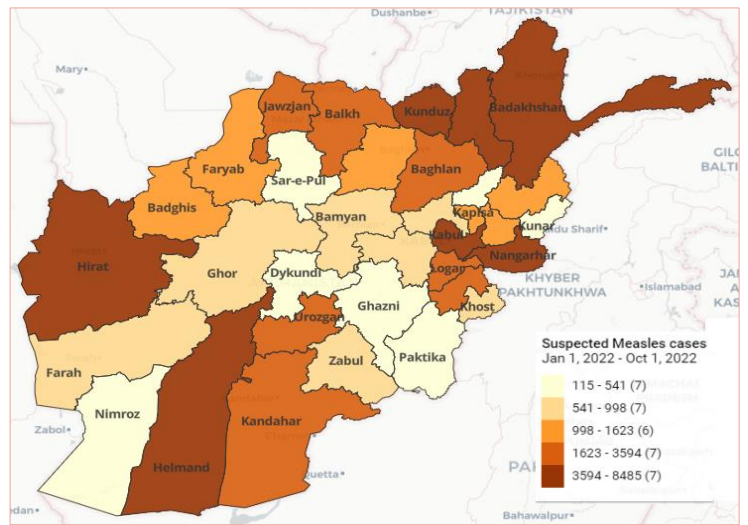 Dushanbe
TAJIKISTAN
Mary
Jawzjan
Balkh
Kunduz
Badakhshan
Faryab
Baghlan
Sar-e-Pul
Badghis
Bamyan
Kapisa
Kunar
Kabul
Nangarhar
Hirat
Ghor
Dykundi
Logar
KHYBER
PAKHTUNKHWA
Islamabad
Ghazni
Khost
Urozgan
Farah
Zabul
Paktika
Nimroz
Kandahar
Zabol
Helmand
Quetta
Bahawalpur
Suspected Measles cases
Jan 1, 2022 - Oct 1, 2022
115 - 541 (7)
541 - 998 (7)
998 - 1623 (6)
1623 - 3594 (7)
3594 - 8485 (7)